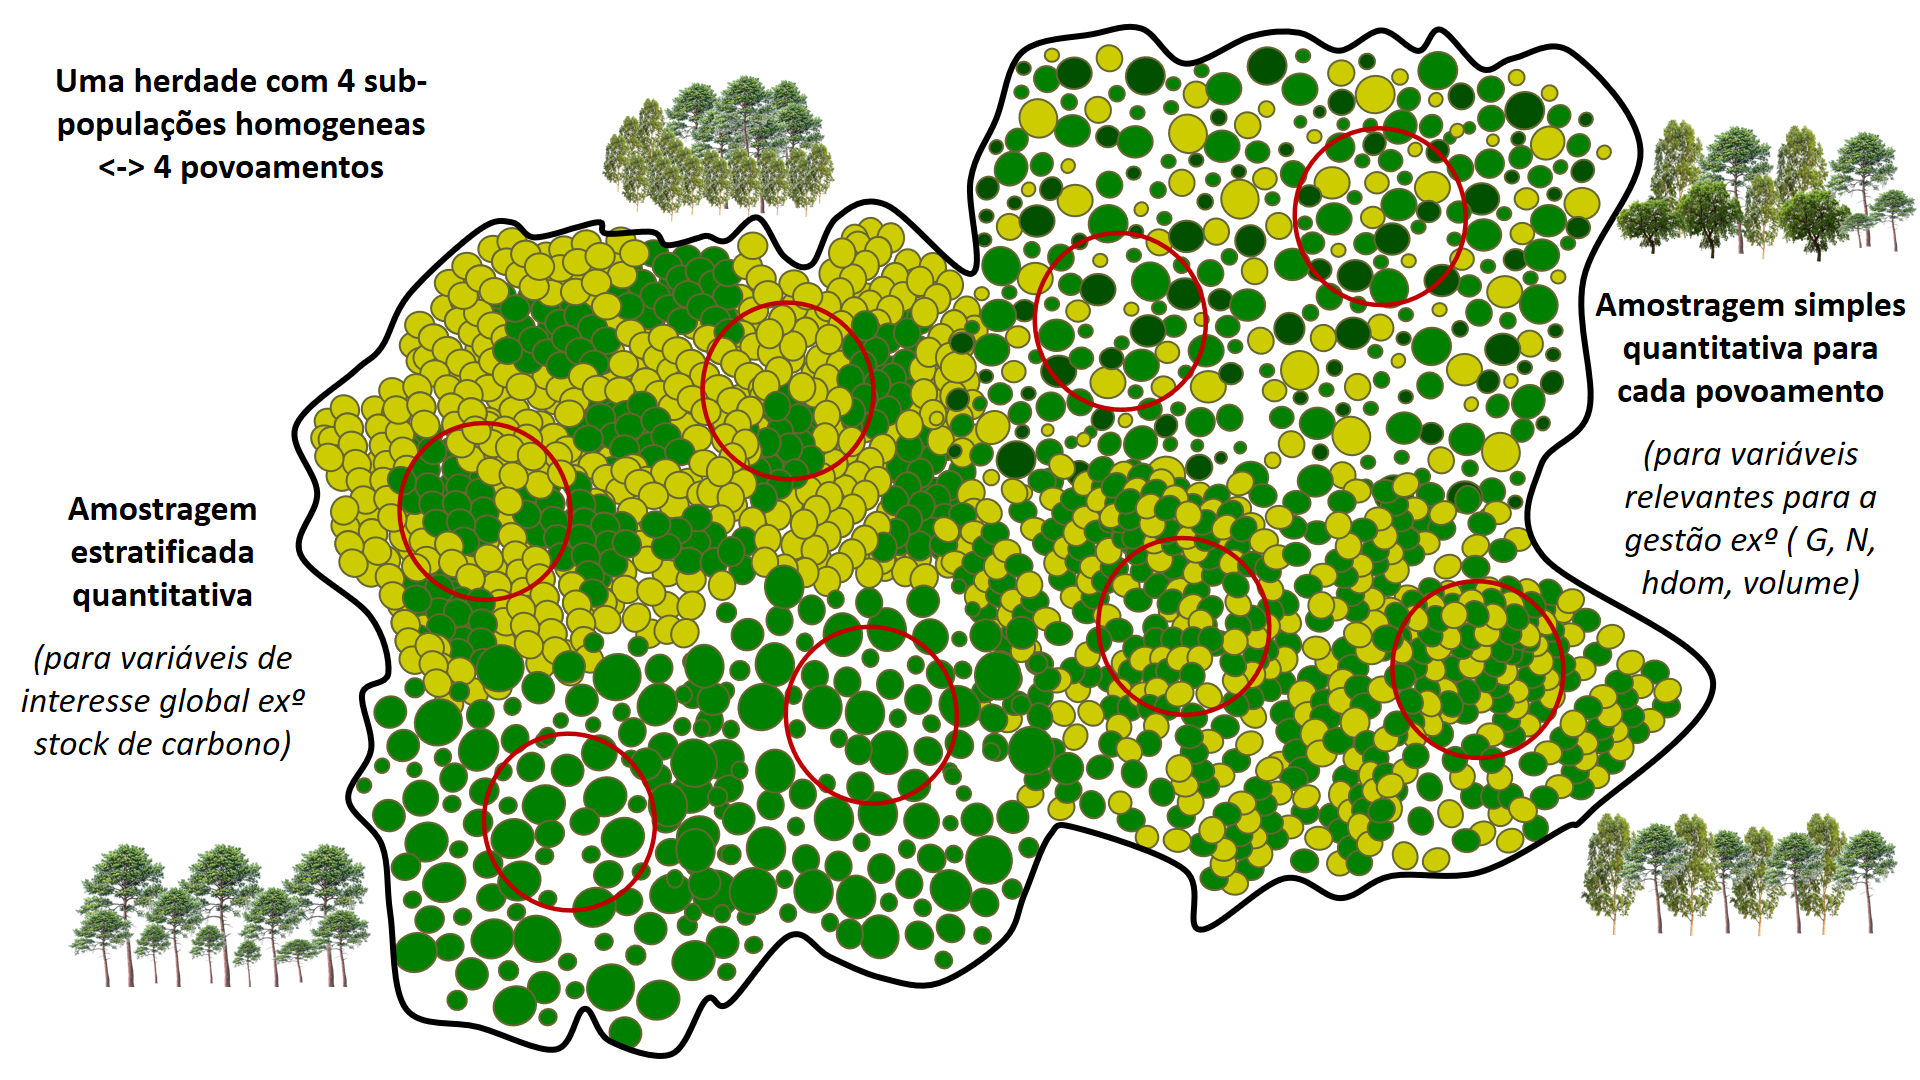 Uma herdade com 4 sub-
populações homogeneas
<-> 4 povoamentos
Amostragem
estratificada
quantitativa
(para variáveis de
interesse global exº
stock de carbono)
Amostragem simples
quantitativa para
cada povoamento
(para variáveis
relevantes para a
gestão exº ( G, N,
hdom, volume)